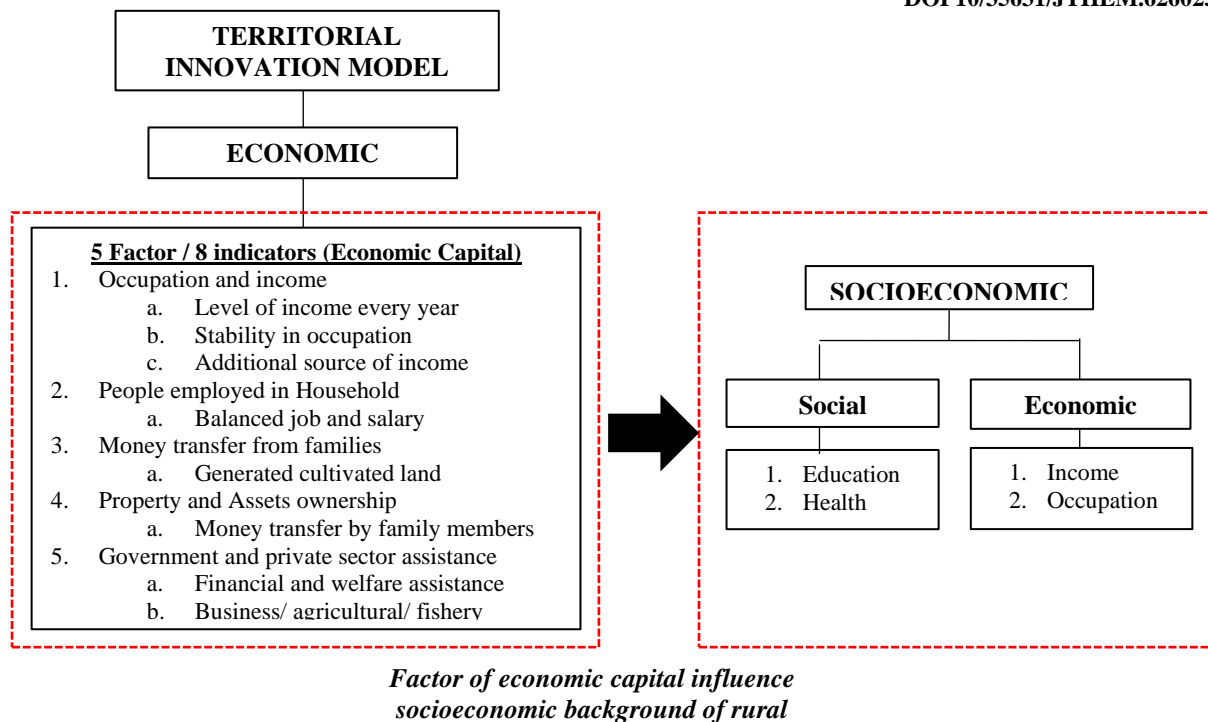 TERRITORIAL
INNOVATION MODEL
ECONOMIC
5 Factor / 8 indicators (Economic Capital)
1. Occupation and income
a. Level of income every year
b. Stability in occupation
c. Additional source of income
2. People employed in Household
a. Balanced job and salary
3. Money transfer from families
a. Generated cultivated land
4. Property and Assets ownership
a. Money transfer by family members
5. Government and private sector assistance
a. Financial and welfare assistance
b. Business/ agricultural/ fishery
SOCIOECONOMIC
Social
1. Education
2. Health
Economic
1. Income
2. Occupation
Factor of economic capital influence
socioeconomic background of rural